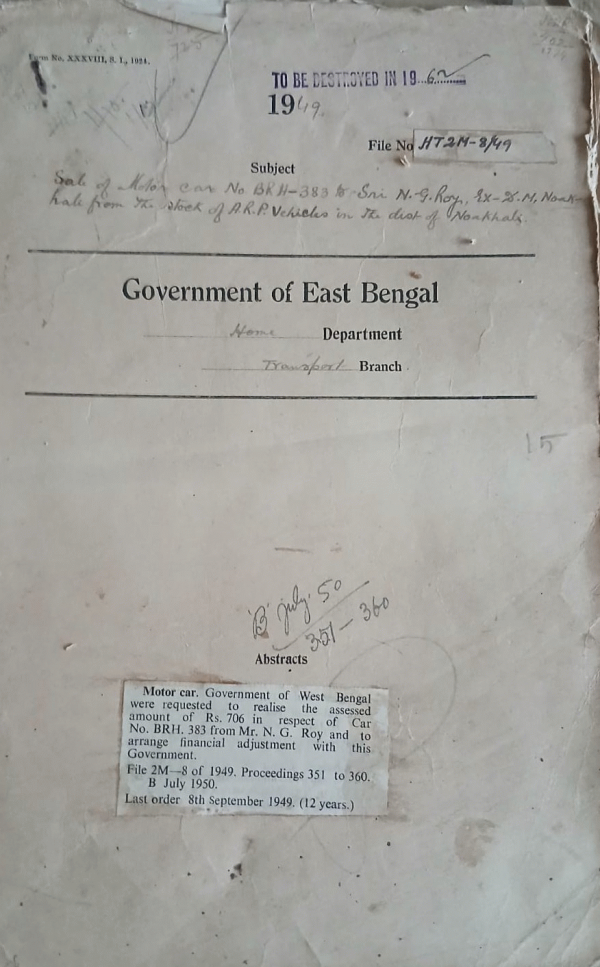 Form No. XXXVIII, S. I., 1924.
725
TO BE DESTROYED IN 1962
1949.
File No HT2M-8/49
Subject
Sale of Motor car No BRH-383 to Sri N. G. Roy, Ex-D.M, Noak-
hali from the stock of A.R.P. Vehicles in the dist of Noakhali.
Government of East Bengal
Home Department
Transport Branch
15
'B' July. 50
351-360
Abstracts
Motor car. Government of West Bengal
were requested to realise the assessed
amount of Rs. 706 in respect of Car
No. BRH. 383 from Mr. N. G. Roy and to
arrange financial adjustment with this
Government.
File 2M—8 of 1949. Proceedings 351 to 360.
B July 1950.
Last order 8th September 1949. (12 years.)